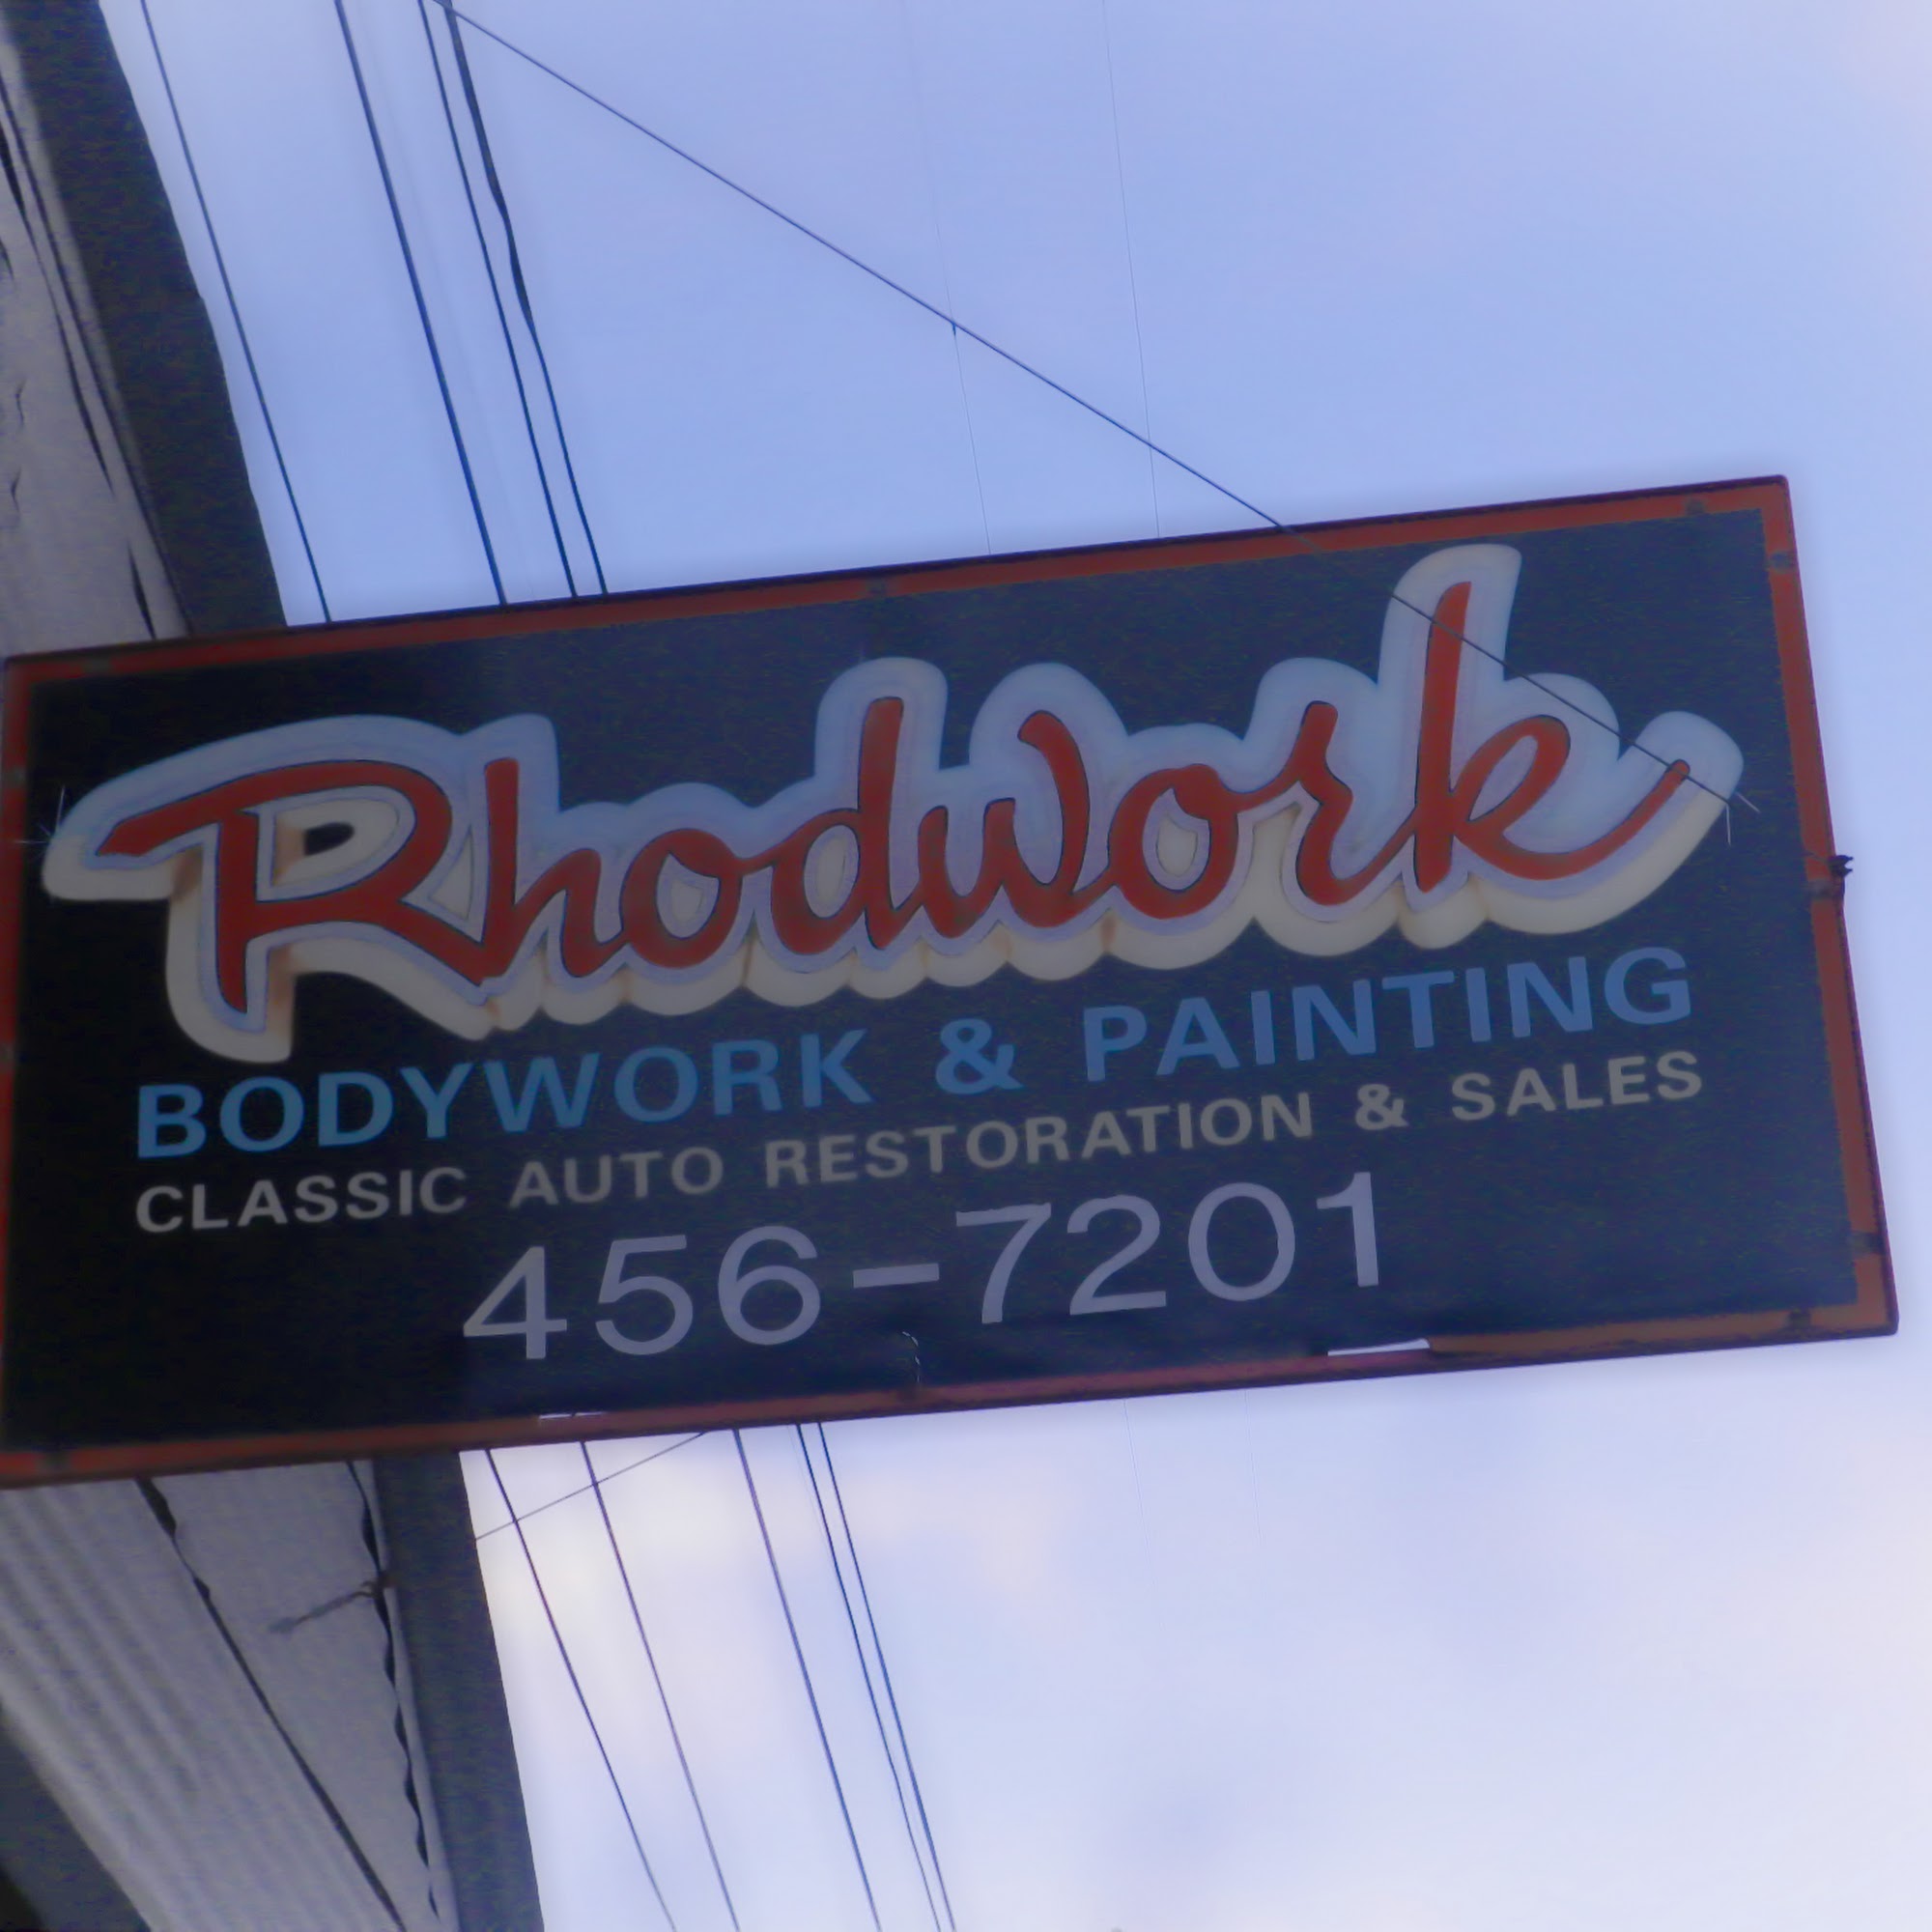 Rhodwork
BODYWORK & PAINTING
CLASSIC AUTO RESTORATION & SALES
456-7201